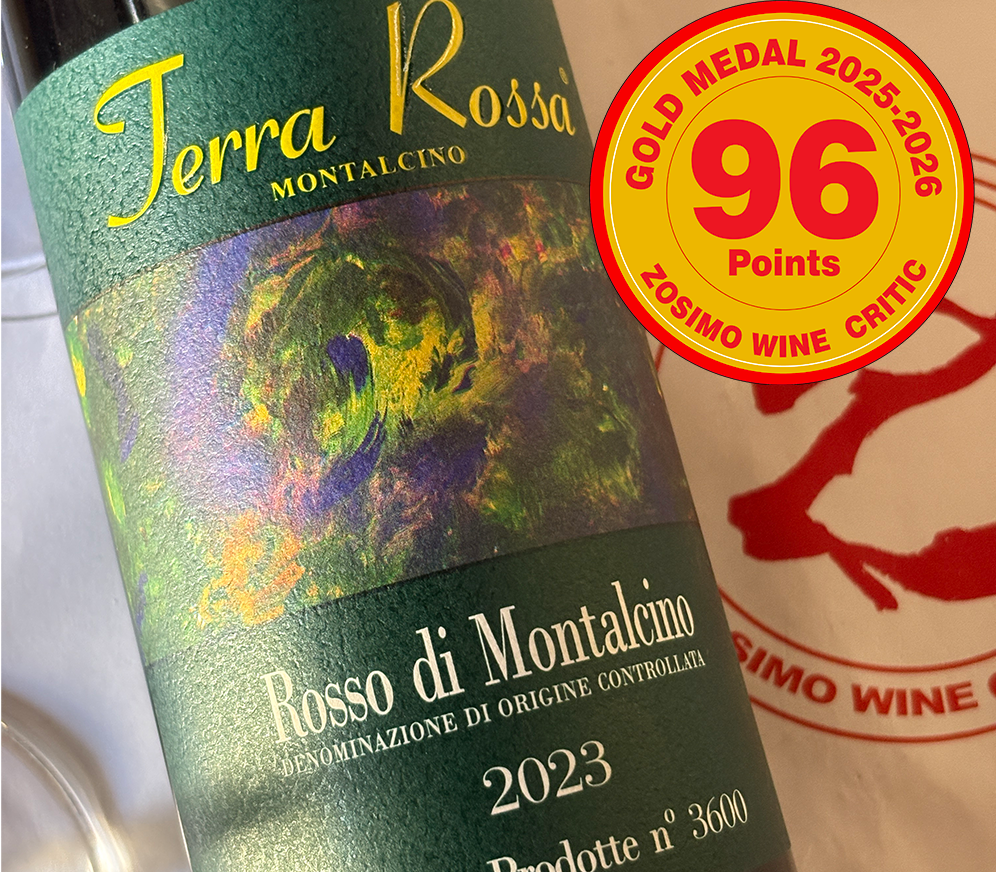 Terra Rossa®
MONTALCINO
GOLD MEDAL 2025-2026
96
Points
ZOSIMO WINE CRITIC
Rosso di Montalcino
DENOMINAZIONE DI ORIGINE CONTROLLATA
2023
Prodotte n° 3600
SIMO WINE C